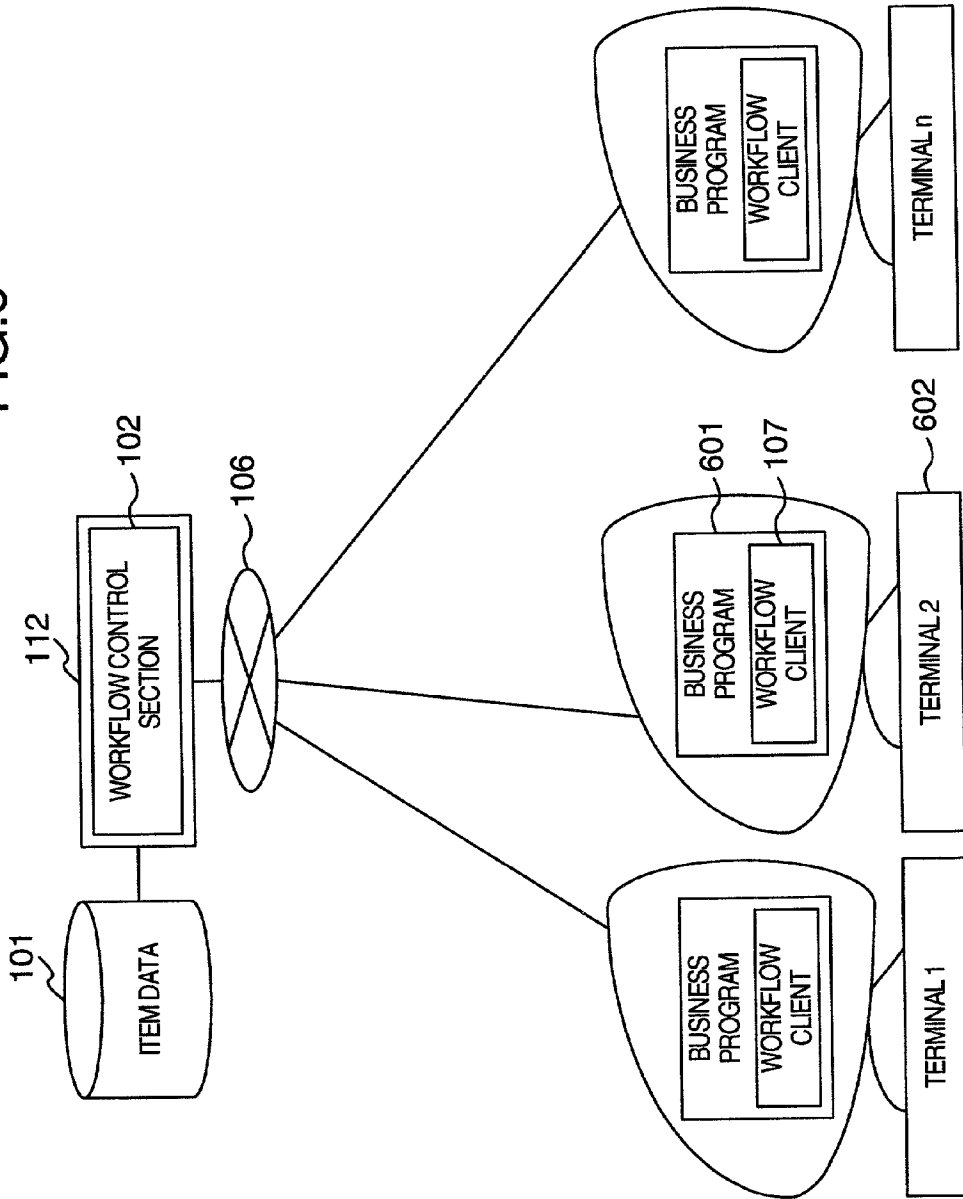 112
102
WORKFLOW CONTROL
SECTION
101
ITEM DATA
106
BUSINESS
PROGRAM
WORKFLOW
CLIENT
TERMINAL 1
601
BUSINESS
PROGRAM
107
WORKFLOW
CLIENT
602
TERMINAL 2
BUSINESS
PROGRAM
WORKFLOW
CLIENT
TERMINAL n